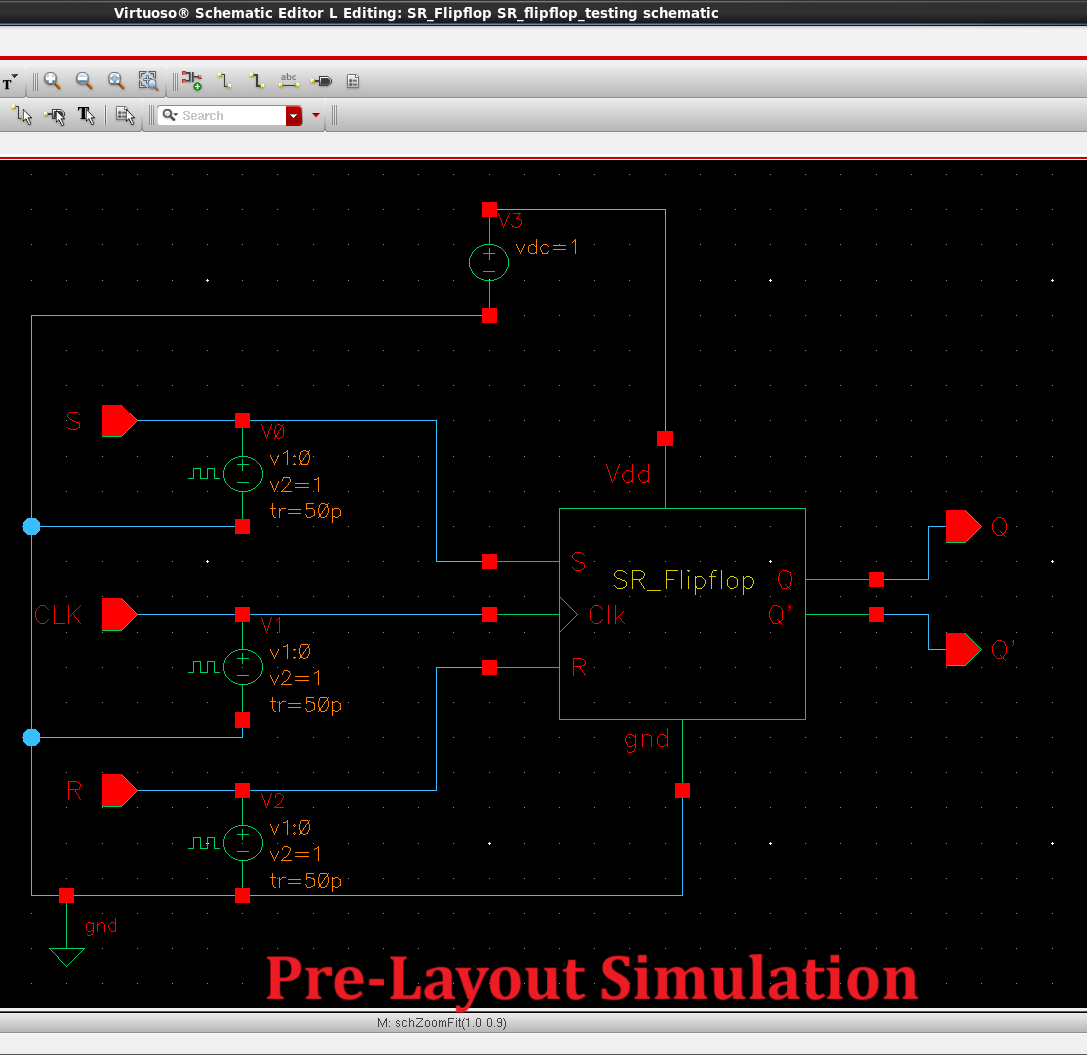 Virtuoso® Schematic Editor L Editing: SR_Flipflop SR_flipflop_testing schematic
T
abc
T
Search
V3
vdc=1
S
V0
v1:0
v2=1
tr=50p
Vdd
S
SR_Flipflop
Q
Q
CLK
Clk
Q'
V1
v1:0
v2=1
tr=50p
Q'
R
gnd
R
V2
v1:0
v2=1
tr=50p
gnd
Pre-Layout Simulation
M: schZoomFit(1.0 0.9)